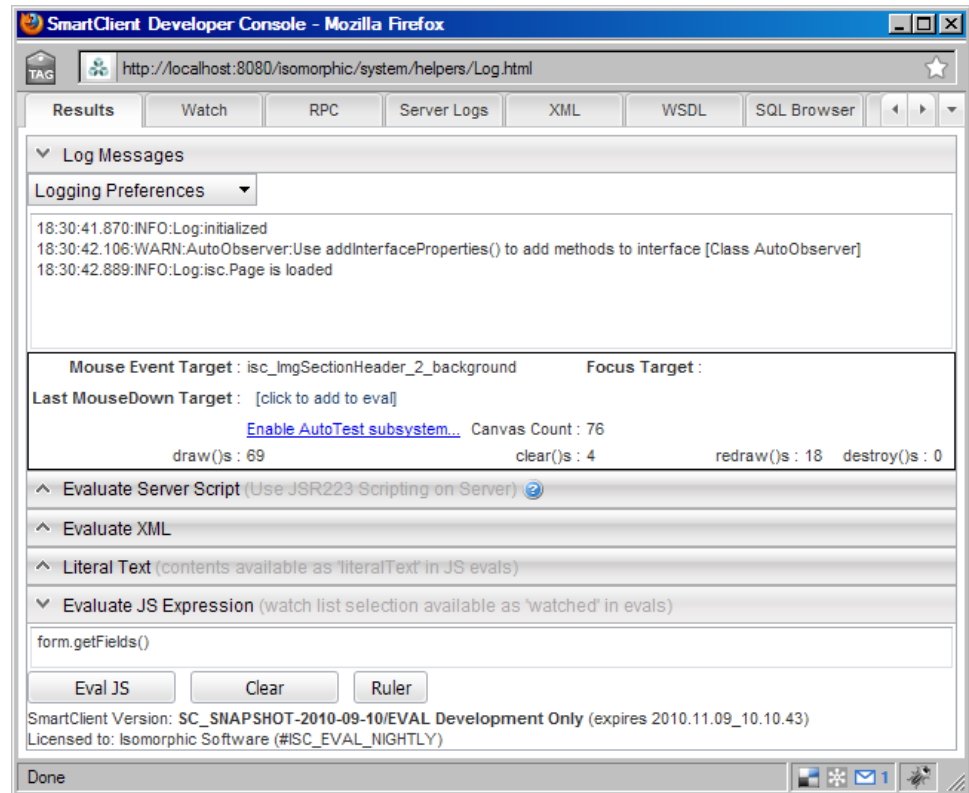 SmartClient Developer Console - Mozilla Firefox
TAG http://localhost:8080/isomorphic/system/helpers/Log.html
Results Watch RPC Server Logs XML WSDL SQL Browser
Log Messages
Logging Preferences
18:30:41.870:INFO:Log:initialized
18:30:42.106:WARN:AutoObserver:Use addInterfaceProperties() to add methods to interface [Class AutoObserver]
18:30:42.889:INFO:Log:isc.Page is loaded
Mouse Event Target : isc_ImgSectionHeader_2_background Focus Target :
Last MouseDown Target : [click to add to eval]
Enable AutoTest subsystem... Canvas Count : 76
draw()s : 69 clear()s : 4 redraw()s : 18 destroy()s : 0
Evaluate Server Script (Use JSR223 Scripting on Server) ?
Evaluate XML
Literal Text (contents available as 'literalText' in JS evals)
Evaluate JS Expression (watch list selection available as 'watched' in evals)
form.getFields()
Eval JS Clear Ruler
SmartClient Version: SC_SNAPSHOT-2010-09-10/EVAL Development Only (expires 2010.11.09_10.10.43)
Licensed to: Isomorphic Software (#ISC_EVAL_NIGHTLY)
Done 1